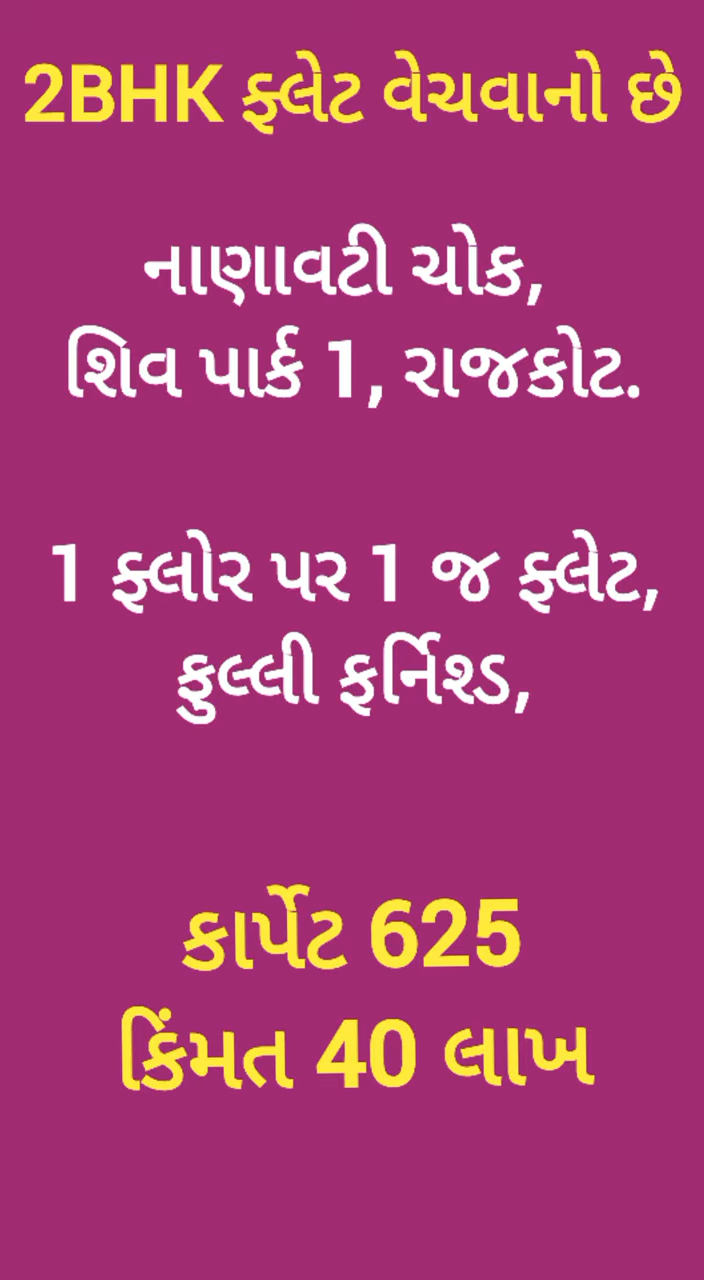 2BHK ફ્લેટ વેચવાનો છે
નાણાવટી ચોક,
શિવ પાર્ક 1, રાજકોટ.
1 ફ્લોર પર 1 જ ફ્લેટ,
ફુલ્લી ફર્નિશ્ડ,
કાર્પેટ 625
કિંમત 40 લાખ